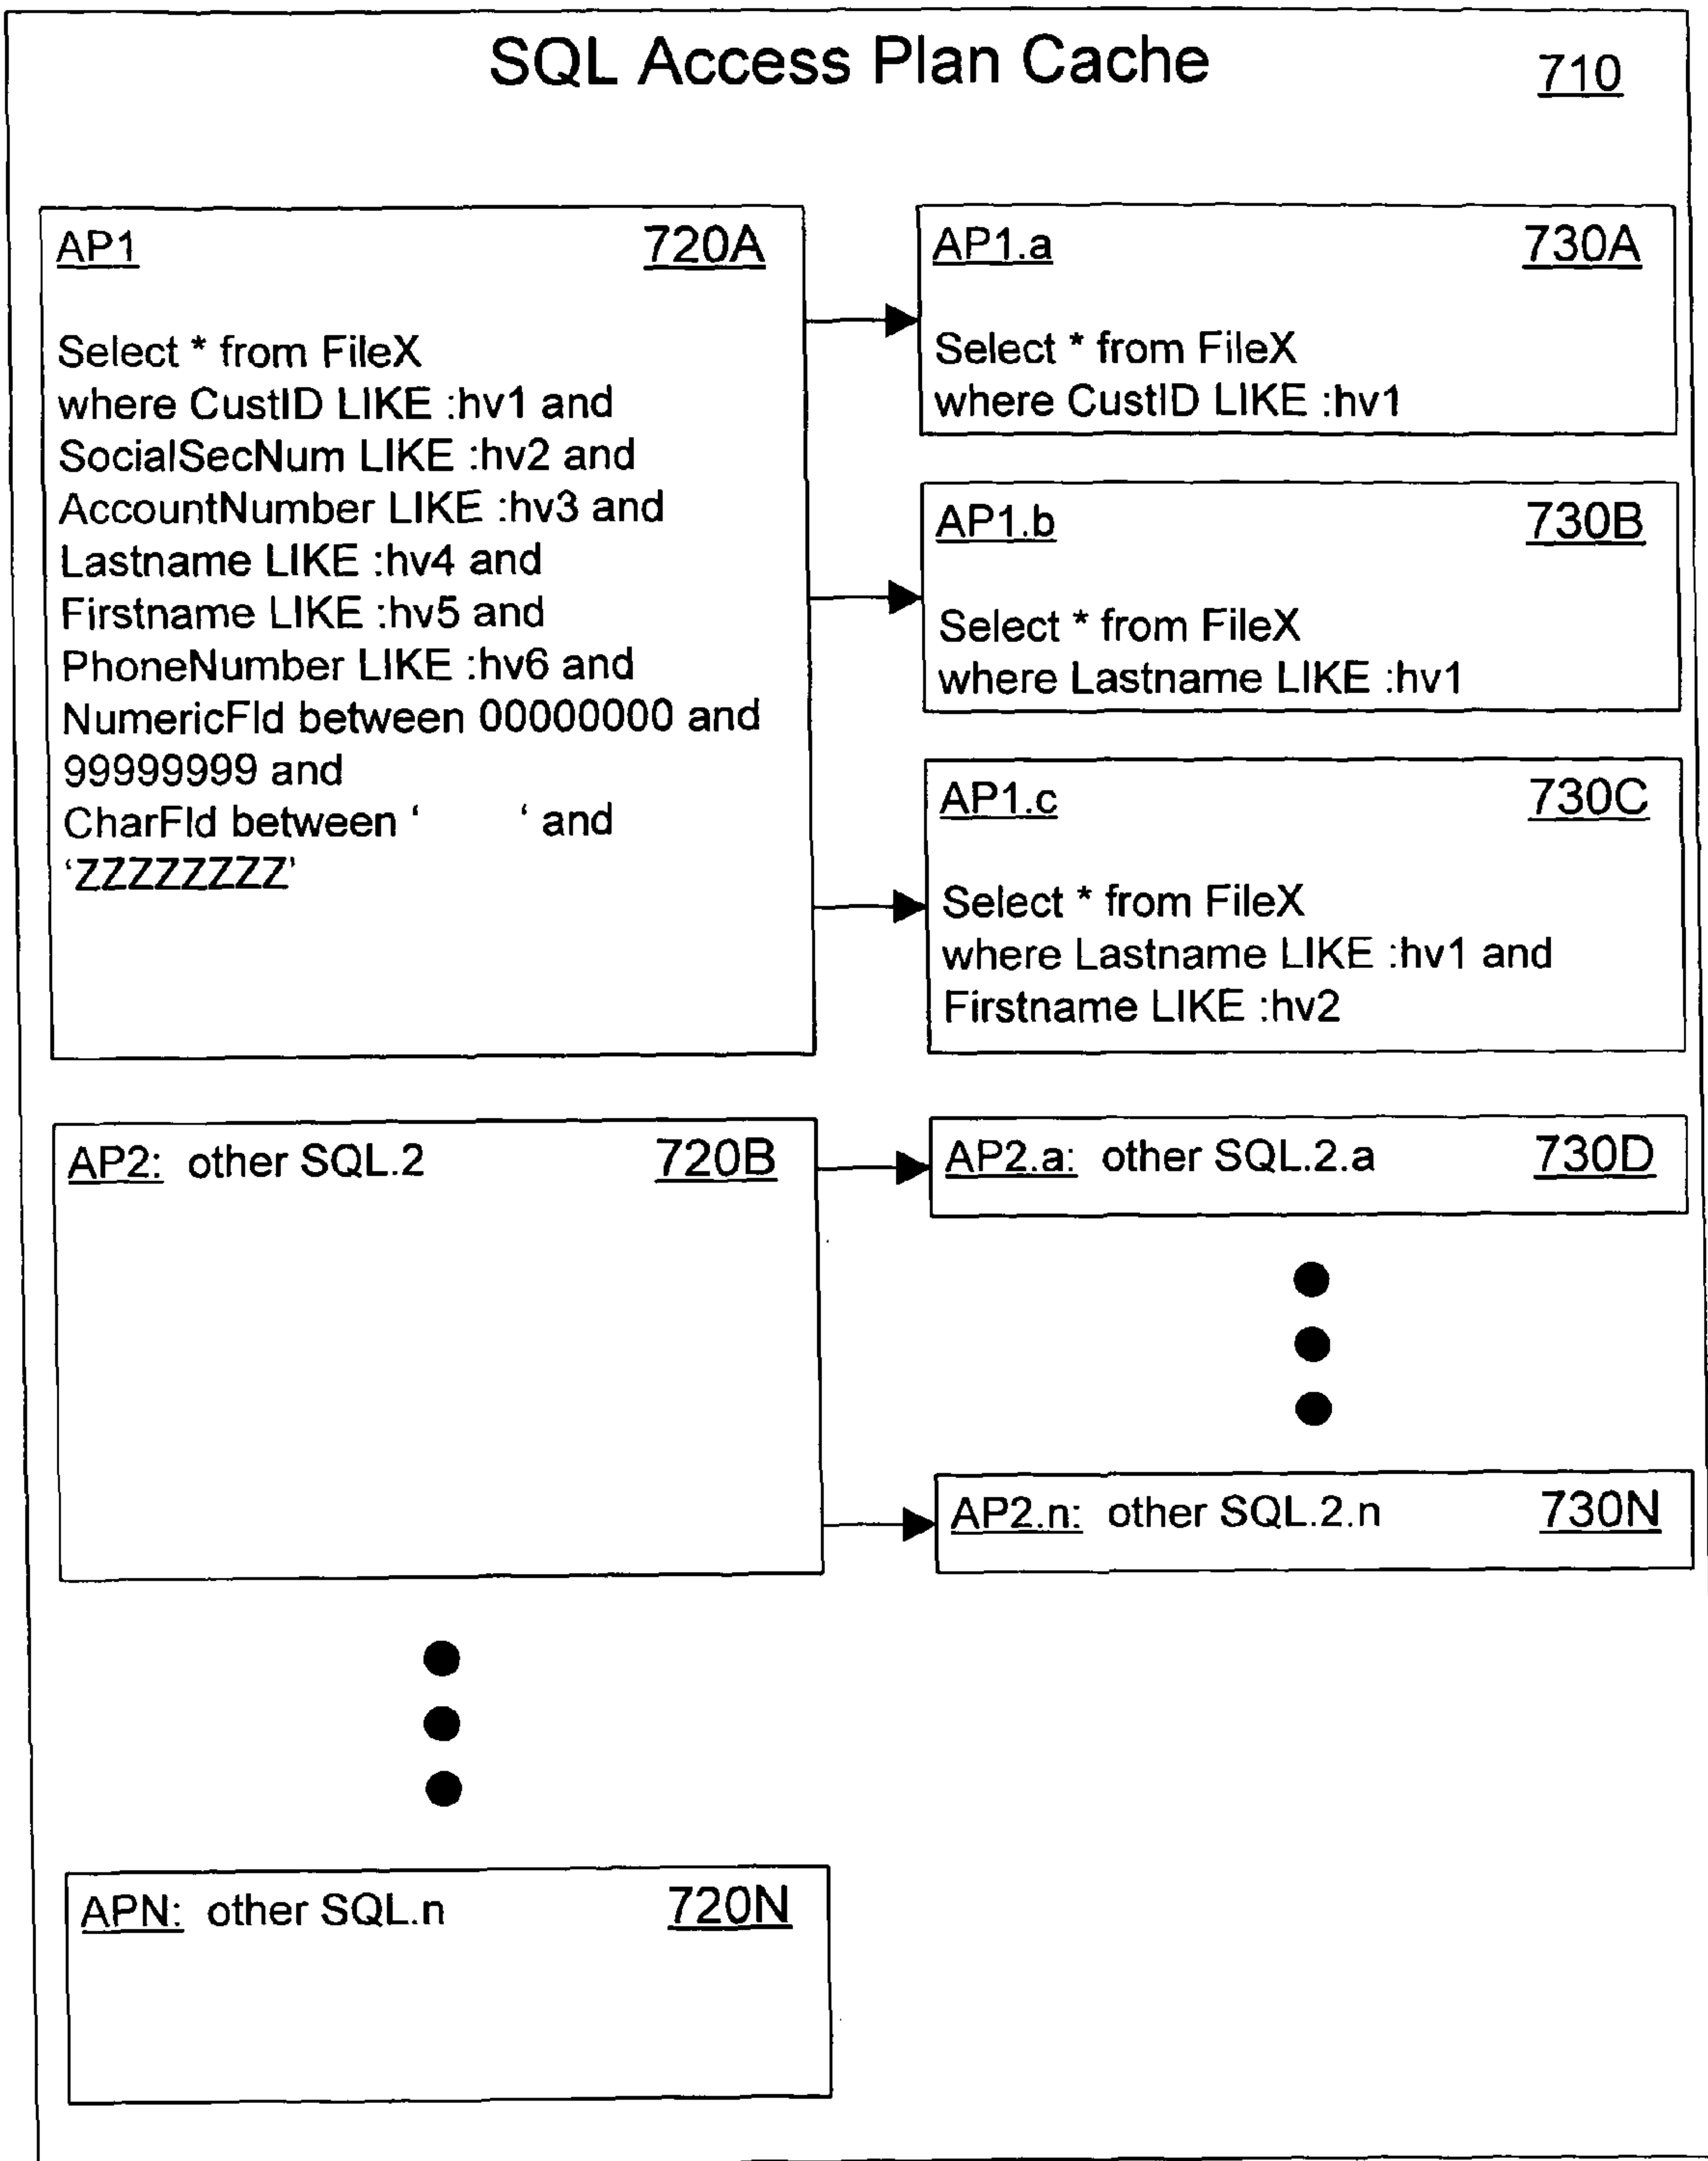 SQL Access Plan Cache 710
AP1 720A
Select * from FileX
where CustID LIKE :hv1 and
SocialSecNum LIKE :hv2 and
AccountNumber LIKE :hv3 and
Lastname LIKE :hv4 and
Firstname LIKE :hv5 and
PhoneNumber LIKE :hv6 and
NumericFld between 00000000 and
99999999 and
CharFld between ‘ ‘ and
‘ZZZZZZZZ’
AP1.a 730A
Select * from FileX
where CustID LIKE :hv1
AP1.b 730B
Select * from FileX
where Lastname LIKE :hv1
AP1.c 730C
Select * from FileX
where Lastname LIKE :hv1 and
Firstname LIKE :hv2
AP2: other SQL.2 720B
AP2.a: other SQL.2.a 730D
AP2.n: other SQL.2.n 730N
APN: other SQL.n 720N